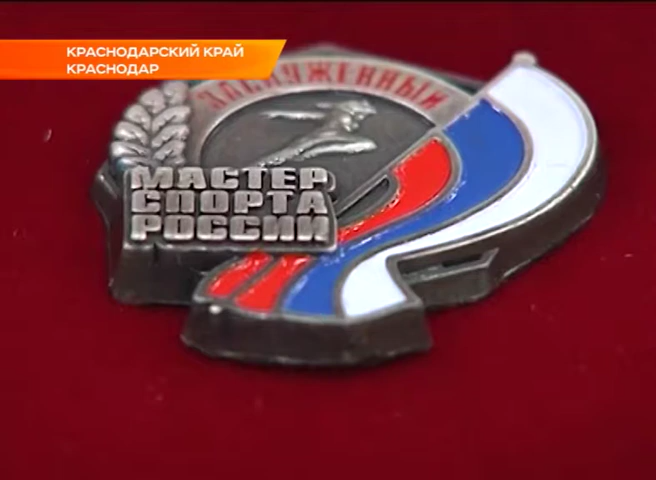 КРАСНОДАРСКИЙ КРАЙ
КРАСНОДАР
ЗАСЛУЖЕННЫЙ
МАСТЕР
СПОРТА
РОССИИ